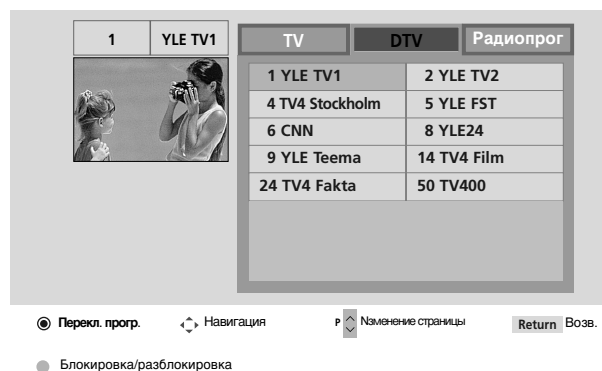 1 YLE TV1 TV DTV Радиопрог
1 YLE TV1 2 YLE TV2
4 TV4 Stockholm 5 YLE FST
6 CNN 8 YLE24
9 YLE Teema 14 TV4 Film
24 TV4 Fakta 50 TV400
Перекл. прогр. Навигация P Nзменение страницы Return Возв.
Блокировка/разблокировка